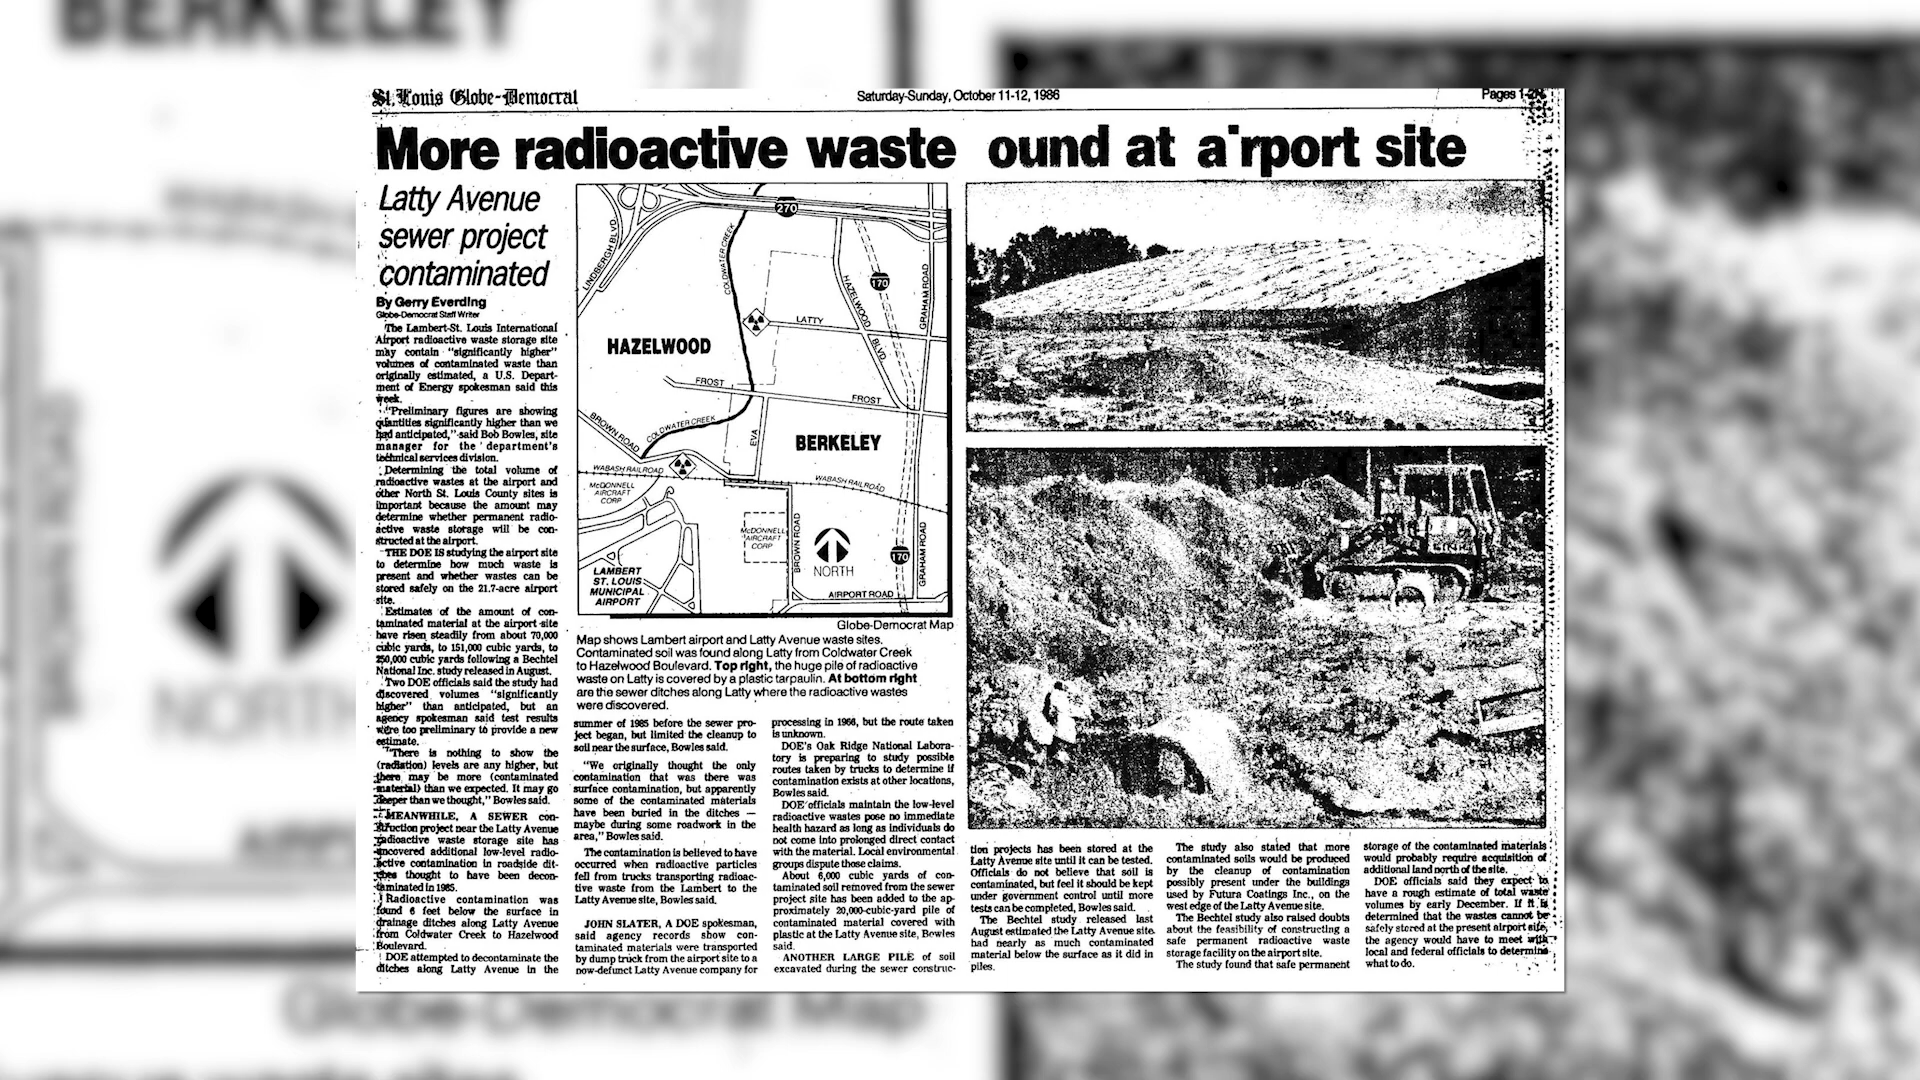 St. Louis Globe-Democrat
Saturday-Sunday, October 11-12, 1986
More radioactive waste ound at a rport site
Latty Avenue
sewer project
contaminated
By Gerry Everding
Globe-Democrat Staff Writer
The Lambert-St. Louis International
Airport radioactive waste storage site
may contain "significantly higher"
volumes of contaminated waste than
originally estimated, a U.S. Depart-
ment of Energy spokesman said this
week.
"Preliminary figures are showing
quantities significantly higher than we
had anticipated," said Bob Bowles, site
manager for the department's
technical services division.
Determining the total volume of
radioactive wastes at the airport and
other North St. Louis County sites is
important because the amount may
determine whether permanent radio-
active waste storage will be con-
structed at the airport.
THE DOE IS studying the airport site
to determine how much waste is
present and whether wastes can be
stored safely on the 21.7-acre airport
site.
Estimates of the amount of con-
taminated material at the airport site
have risen steadily from about 70,000
cubic yards, to 151,000 cubic yards, to
250,000 cubic yards following a Bechtel
National Inc. study released in August.
Two DOE officials said the study had
discovered volumes "significantly
higher" than anticipated, but an
agency spokesman said test results
were too preliminary to provide a new
estimate.
"There is nothing to show the
(radiation) levels are any higher, but
there may be more (contaminated
material) than we expected. It may go
deeper than we thought," Bowles said.
MEANWHILE, A SEWER con-
struction project near the Latty Avenue
radioactive waste storage site has
uncovered additional low-level radio-
active contamination in roadside dit-
ches thought to have been decon-
taminated in 1985.
Radioactive contamination was
found 6 feet below the surface in
drainage ditches along Latty Avenue
from Coldwater Creek to Hazelwood
Boulevard.
DOE attempted to decontaminate the
ditches along Latty Avenue in the
270
LINDBERGH BLVD.
COLDWATER CREEK
HAZELWOOD BLVD.
170
GRAHAM ROAD
LATTY
HAZELWOOD
FROST
FROST
BROWN ROAD
COLDWATER CREEK
EVA
BERKELEY
WABASH RAILROAD
WABASH RAILROAD
McDONNELL
AIRCRAFT
CORP
McDONNELL
AIRCRAFT
CORP
BROWN ROAD
NORTH
170
GRAHAM ROAD
LAMBERT
ST. LOUIS
MUNICIPAL
AIRPORT
AIRPORT ROAD
Globe-Democrat Map
Map shows Lambert airport and Latty Avenue waste sites.
Contaminated soil was found along Latty from Coldwater Creek
to Hazelwood Boulevard. Top right, the huge pile of radioactive
waste on Latty is covered by a plastic tarpaulin. At bottom right
are the sewer ditches along Latty where the radioactive wastes
were discovered.
summer of 1985 before the sewer pro-
ject began, but limited the cleanup to
soil near the surface, Bowles said.
"We originally thought the only
contamination that was there was
surface contamination, but apparently
some of the contaminated materials
have been buried in the ditches —
maybe during some roadwork in the
area," Bowles said.
The contamination is believed to have
occurred when radioactive particles
fell from trucks transporting radioac-
tive waste from the Lambert to the
Latty Avenue site, Bowles said.
JOHN SLATER, A DOE spokesman,
said agency records show con-
taminated materials were transported
by dump truck from the airport site to a
now-defunct Latty Avenue company for
processing in 1966, but the route taken
is unknown.
DOE's Oak Ridge National Labora-
tory is preparing to study possible
routes taken by trucks to determine if
contamination exists at other locations,
Bowles said.
DOE officials maintain the low-level
radioactive wastes pose no immediate
health hazard as long as individuals do
not come into prolonged direct contact
with the material. Local environmental
groups dispute those claims.
About 6,000 cubic yards of con-
taminated soil removed from the sewer
project site has been added to the ap-
proximately 20,000-cubic-yard pile of
contaminated material covered with
plastic at the Latty Avenue site, Bowles
said.
ANOTHER LARGE PILE of soil
excavated during the sewer construc-
tion projects has been stored at the
Latty Avenue site until it can be tested.
Officials do not believe that soil is
contaminated, but feel it should be kept
under government control until more
tests can be completed, Bowles said.
The Bechtel study released last
August estimated the Latty Avenue site
had nearly as much contaminated
material below the surface as it did in
piles.
The study also stated that more
contaminated soils would be produced
by the cleanup of contamination
possibly present under the buildings
used by Futura Coatings Inc., on the
west edge of the Latty Avenue site.
The Bechtel study also raised doubts
about the feasibility of constructing a
safe permanent radioactive waste
storage facility on the airport site.
The study found that safe permanent
storage of the contaminated materials
would probably require acquisition of
additional land north of the site.
DOE officials said they expect to
have a rough estimate of total waste
volumes by early December. If it is
determined that the wastes cannot be
safely stored at the present airport site,
the agency would have to meet with
local and federal officials to determine
what to do.